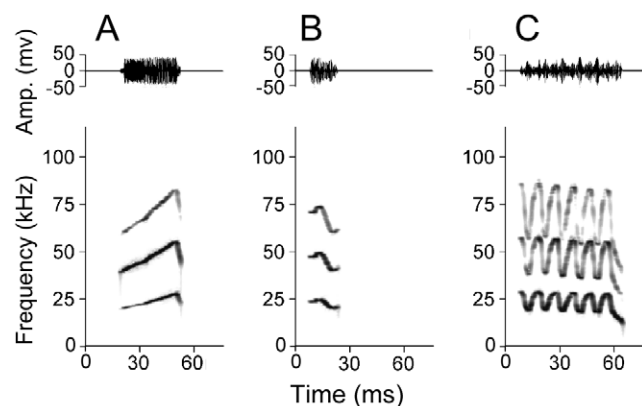 A B C
Amp. (mv)
50 50 50
0 0 0
-50 -50 -50
Frequency (kHz)
100 100 100
75 75 75
50 50 50
25 25 25
0 0 0
0 30 60 0 30 60 0 30 60
Time (ms)